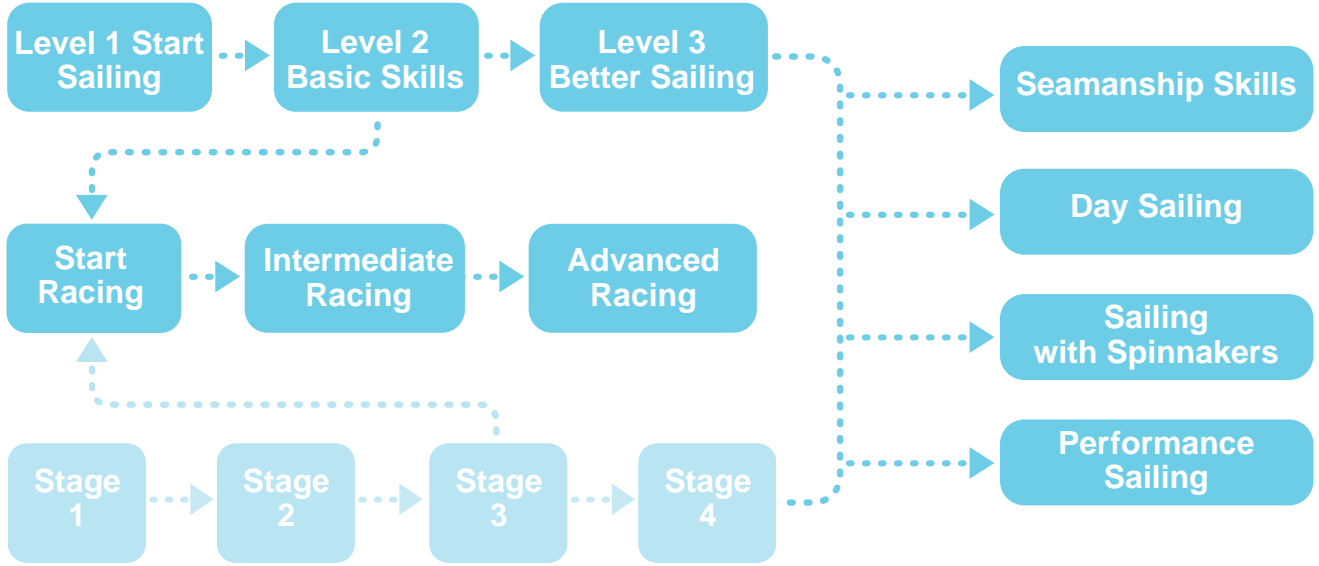 Level 1 Start
Sailing
Level 2
Basic Skills
Level 3
Better Sailing
Seamanship Skills
Day Sailing
Start
Racing
Intermediate
Racing
Advanced
Racing
Sailing
with Spinnakers
Performance
Sailing
Stage
1
Stage
2
Stage
3
Stage
4